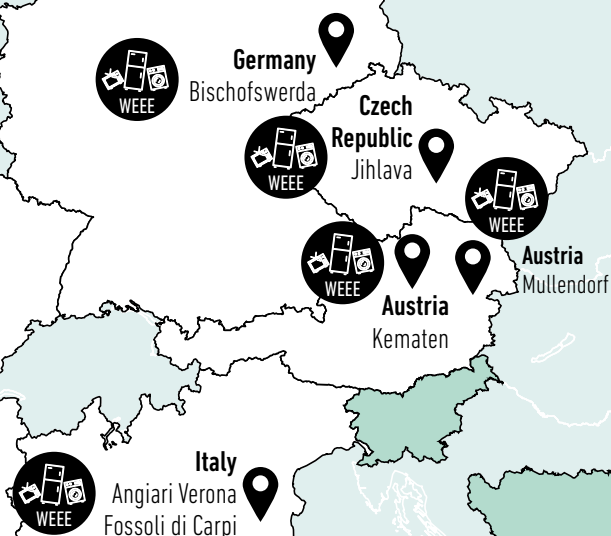 Germany
Bischofswerda
WEEE
Czech
Republic
Jihlava
WEEE
WEEE
Austria
Mullendorf
WEEE
Austria
Kematen
Italy
Angiari Verona
Fossoli di Carpi
WEEE